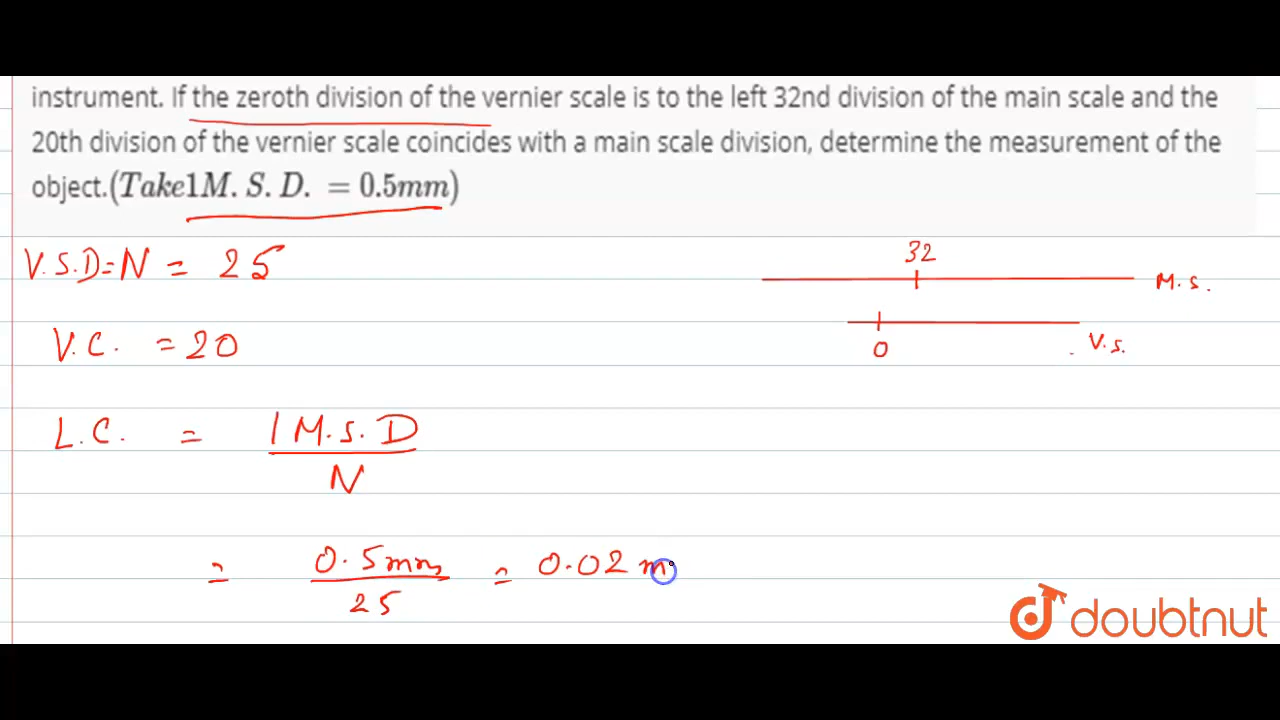 instrument. If the zeroth division of the vernier scale is to the left 32nd division of the main scale and the
20th division of the vernier scale coincides with a main scale division, determine the measurement of the
object.(Take1M. S. D. = 0.5mm)
V.S.D=N = 25
32
M.S.
V.C. = 20
0
V.S.
L.C. = 1 M.S.D
N
= 0.5mm = 0.02 m
25
doubtnut